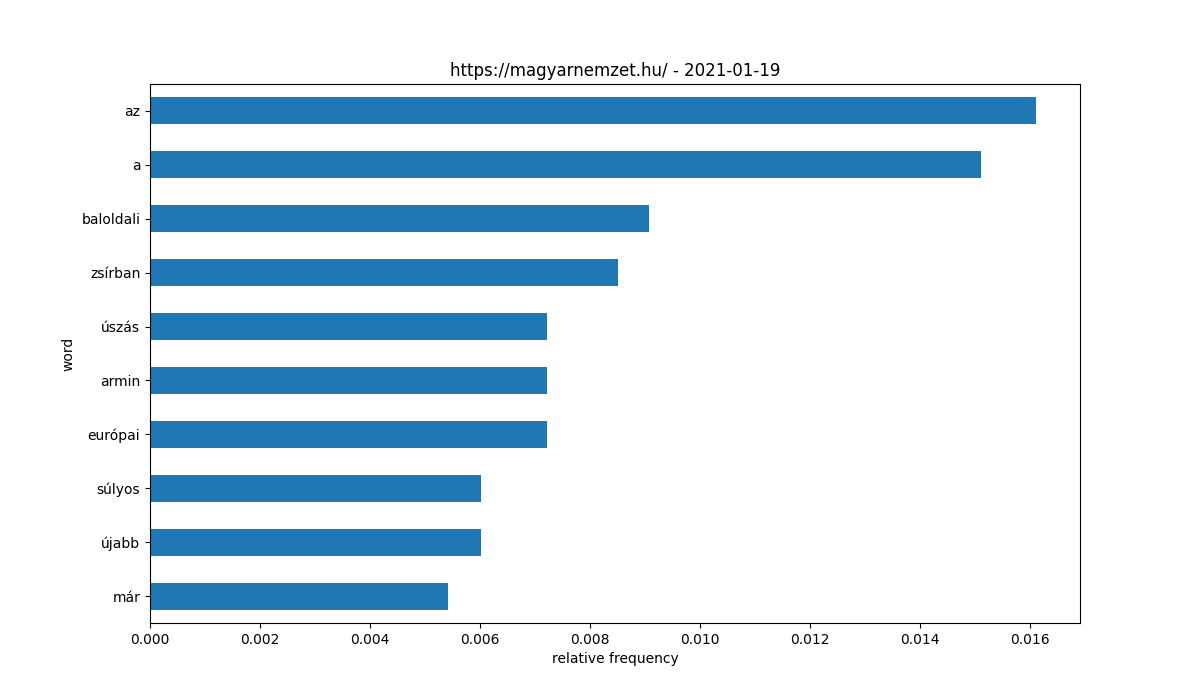 https://magyarnemzet.hu/ - 2021-01-19
az
a
baloldali
zsírban
úszás
armin
európai
súlyos
újabb
már
word
0.000 0.002 0.004 0.006 0.008 0.010 0.012 0.014 0.016
relative frequency